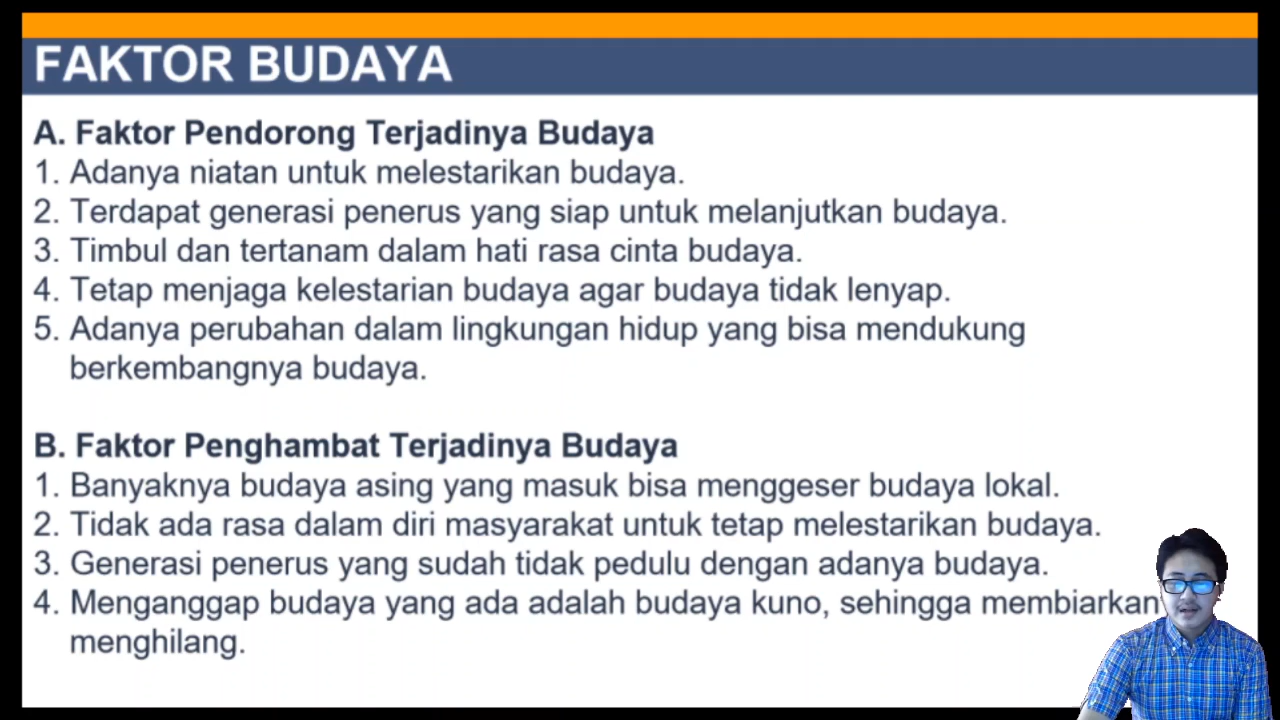 FAKTOR BUDAYA
A. Faktor Pendorong Terjadinya Budaya
1. Adanya niatan untuk melestarikan budaya.
2. Terdapat generasi penerus yang siap untuk melanjutkan budaya.
3. Timbul dan tertanam dalam hati rasa cinta budaya.
4. Tetap menjaga kelestarian budaya agar budaya tidak lenyap.
5. Adanya perubahan dalam lingkungan hidup yang bisa mendukung
berkembangnya budaya.
B. Faktor Penghambat Terjadinya Budaya
1. Banyaknya budaya asing yang masuk bisa menggeser budaya lokal.
2. Tidak ada rasa dalam diri masyarakat untuk tetap melestarikan budaya.
3. Generasi penerus yang sudah tidak pedulu dengan adanya budaya.
4. Menganggap budaya yang ada adalah budaya kuno, sehingga membiarkan
menghilang.